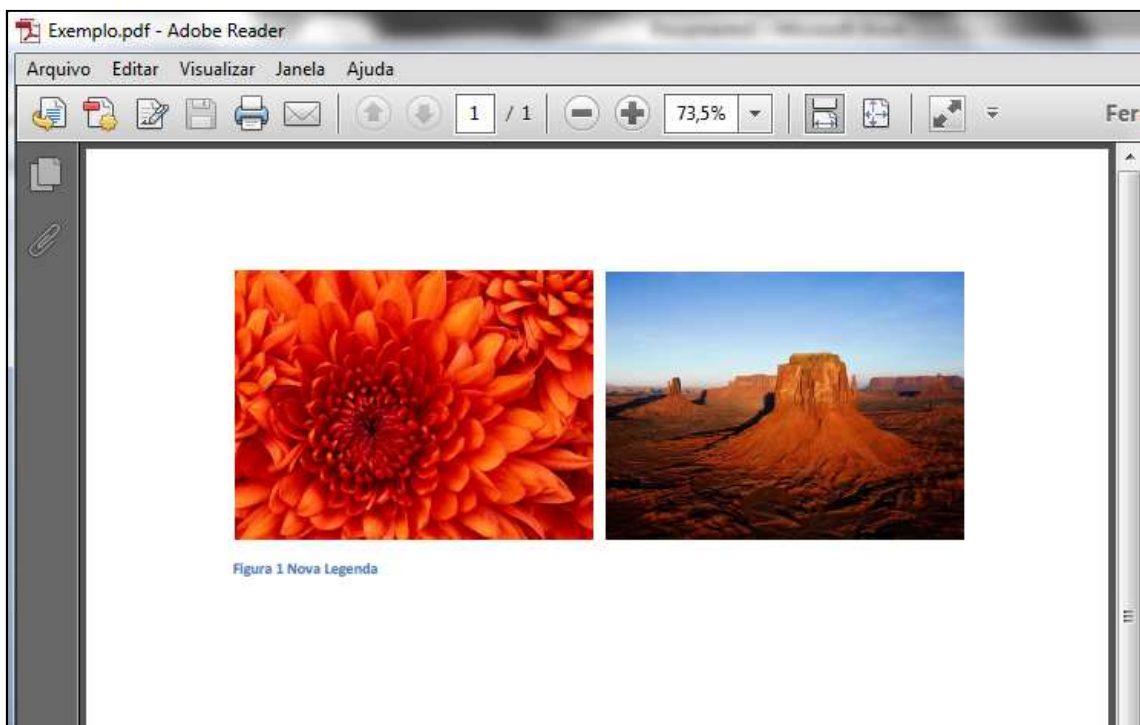 Exemplo.pdf - Adobe Reader
Arquivo Editar Visualizar Janela Ajuda
1 / 1 73,5% Fer
Figura 1 Nova Legenda